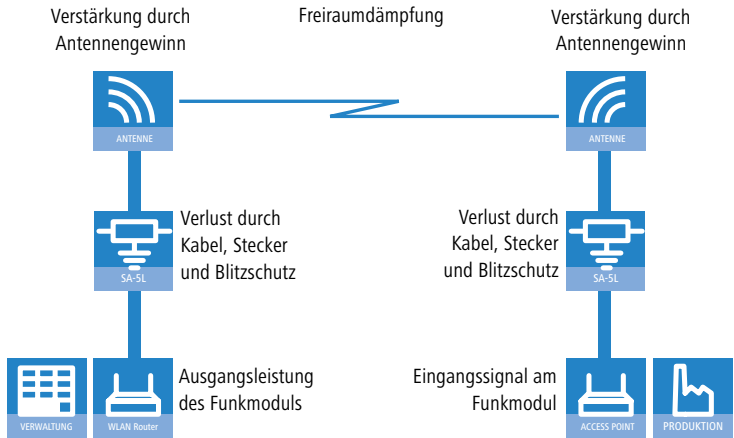 Verstärkung durch
Antennengewinn
Freiraumdämpfung
Verstärkung durch
Antennengewinn
ANTENNE
ANTENNE
Verlust durch
Kabel, Stecker
und Blitzschutz
SA-5L
Verlust durch
Kabel, Stecker
und Blitzschutz
SA-5L
VERWALTUNG
WLAN Router
Ausgangsleistung
des Funkmoduls
Eingangssignal am
Funkmodul
ACCESS POINT
PRODUKTION